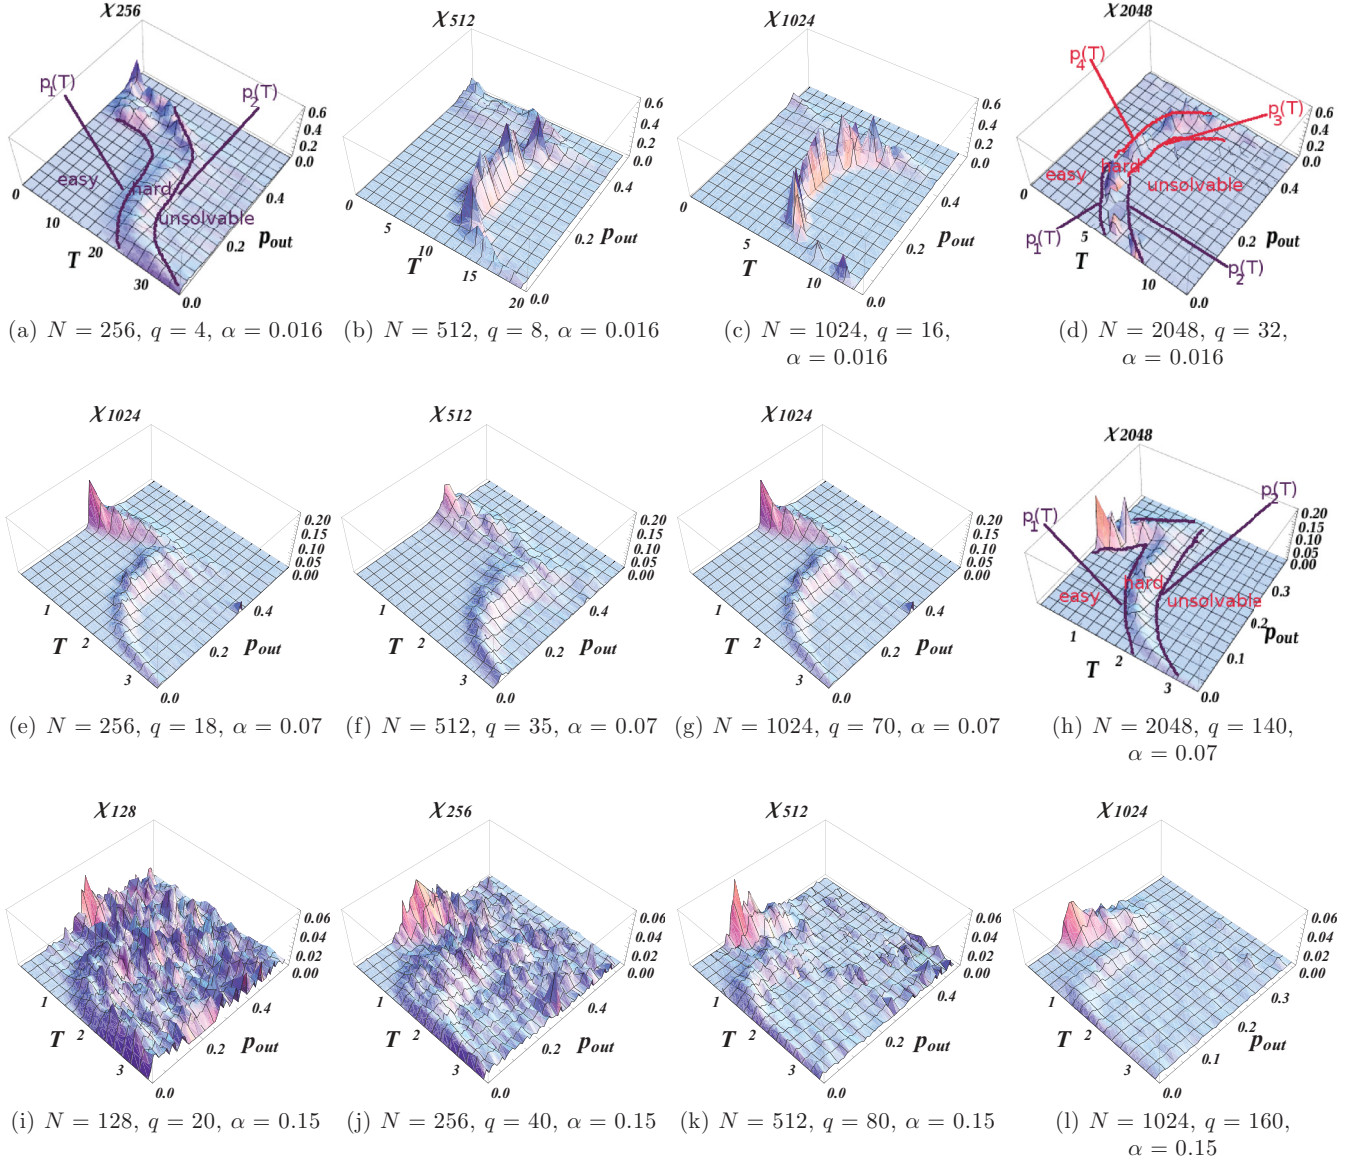 χ256
p1(T)
p2(T)
easy
hard
unsolvable
0.6
0.4
0.2
0.0
0
10
20
30
T
0.4
0.2
0.0
pout
(a) N = 256, q = 4, α = 0.016
χ512
0.6
0.4
0.2
0.0
0
5
10
15
20
T
0.4
0.2
0.0
pout
(b) N = 512, q = 8, α = 0.016
χ1024
0.6
0.4
0.2
0.0
0
5
10
T
0.4
0.2
0.0
pout
(c) N = 1024, q = 16,
α = 0.016
χ2048
p4(T)
p3(T)
easy
hard
unsolvable
p1(T)
p2(T)
0.6
0.4
0.2
0.0
0
5
10
T
0.4
0.2
0.0
pout
(d) N = 2048, q = 32,
α = 0.016
χ1024
0.20
0.15
0.10
0.05
0.00
1
2
3
T
0.4
0.2
0.0
pout
(e) N = 256, q = 18, α = 0.07
χ512
0.20
0.15
0.10
0.05
0.00
1
2
3
T
0.4
0.2
0.0
pout
(f) N = 512, q = 35, α = 0.07
χ1024
0.20
0.15
0.10
0.05
0.00
1
2
3
T
0.4
0.2
0.0
pout
(g) N = 1024, q = 70, α = 0.07
χ2048
p1(T)
p2(T)
easy
hard
unsolvable
0.20
0.15
0.10
0.05
0.00
1
2
3
T
0.3
0.2
0.1
0.0
pout
(h) N = 2048, q = 140,
α = 0.07
χ128
0.06
0.04
0.02
0.00
1
2
3
T
0.4
0.2
0.0
pout
(i) N = 128, q = 20, α = 0.15
χ256
0.06
0.04
0.02
0.00
1
2
3
T
0.4
0.2
0.0
pout
(j) N = 256, q = 40, α = 0.15
χ512
0.06
0.04
0.02
0.00
1
2
3
T
0.4
0.2
0.0
pout
(k) N = 512, q = 80, α = 0.15
χ1024
0.06
0.04
0.02
0.00
1
2
3
T
0.3
0.2
0.1
0.0
pout
(l) N = 1024, q = 160,
α = 0.15